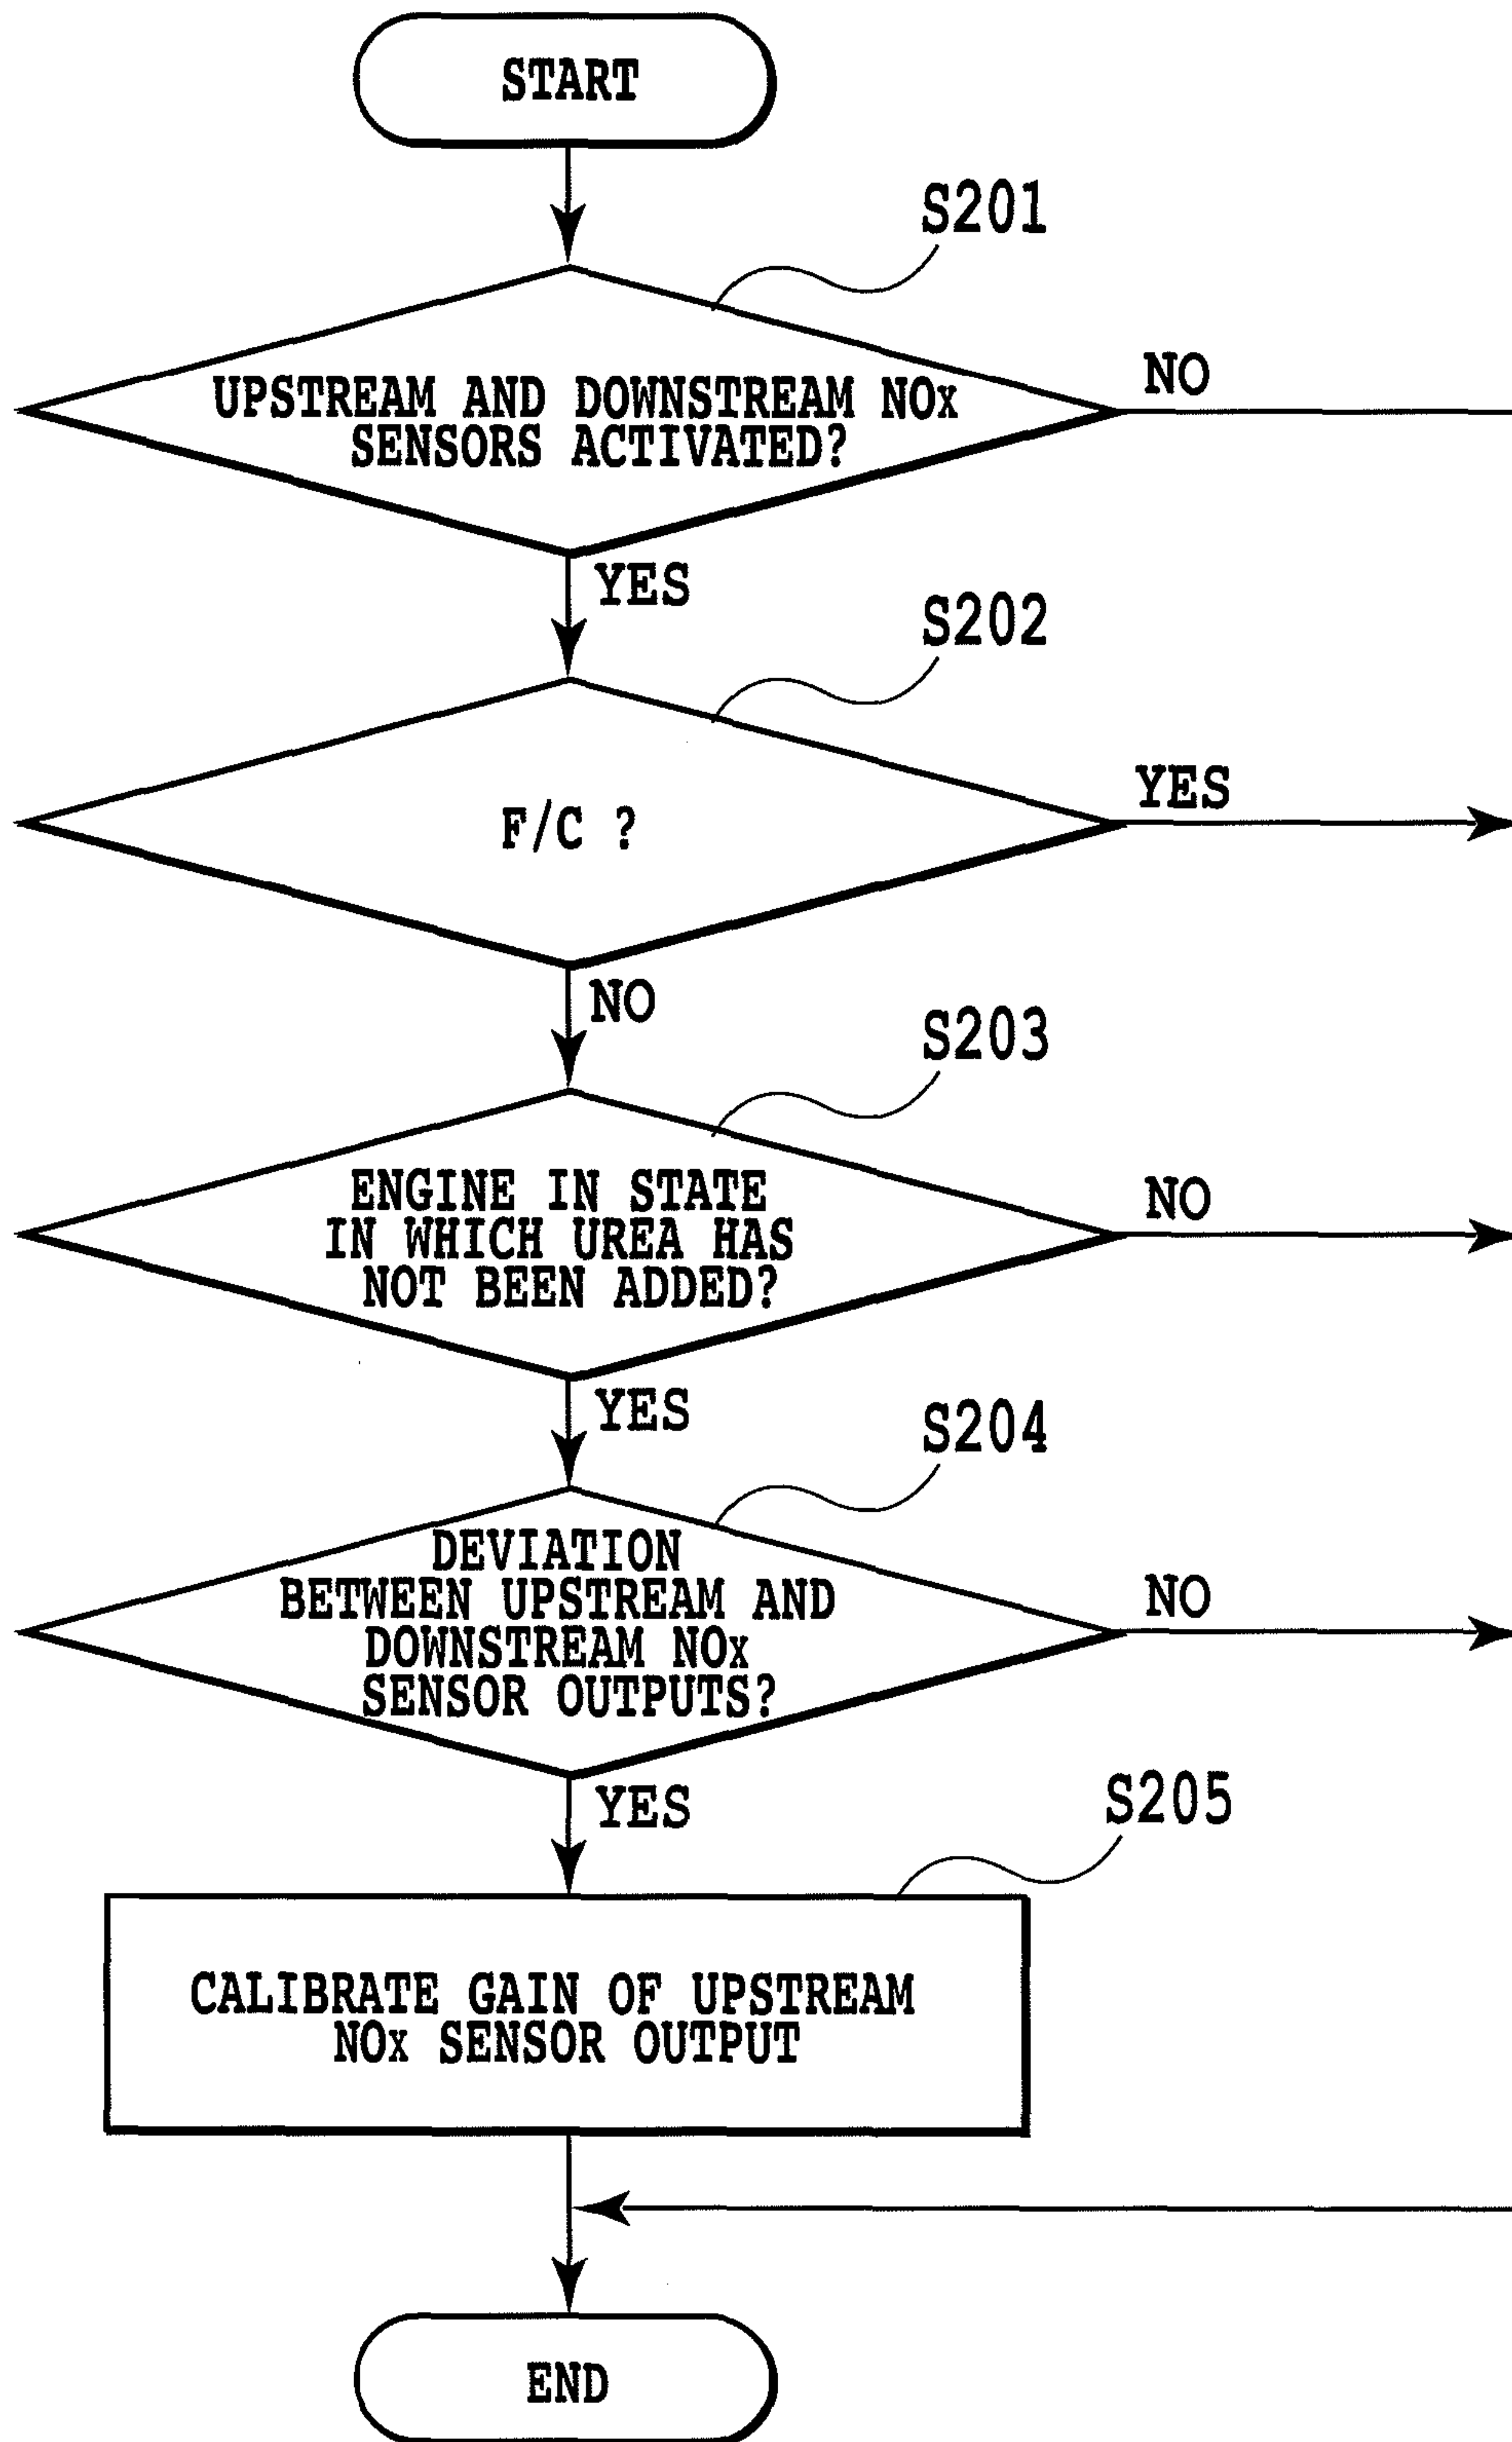 START
S201
UPSTREAM AND DOWNSTREAM NOx
SENSORS ACTIVATED?
NO
YES
S202
F/C ?
YES
NO
S203
ENGINE IN STATE
IN WHICH UREA HAS
NOT BEEN ADDED?
NO
YES
S204
DEVIATION
BETWEEN UPSTREAM AND
DOWNSTREAM NOx
SENSOR OUTPUTS?
NO
YES
S205
CALIBRATE GAIN OF UPSTREAM
NOx SENSOR OUTPUT
END